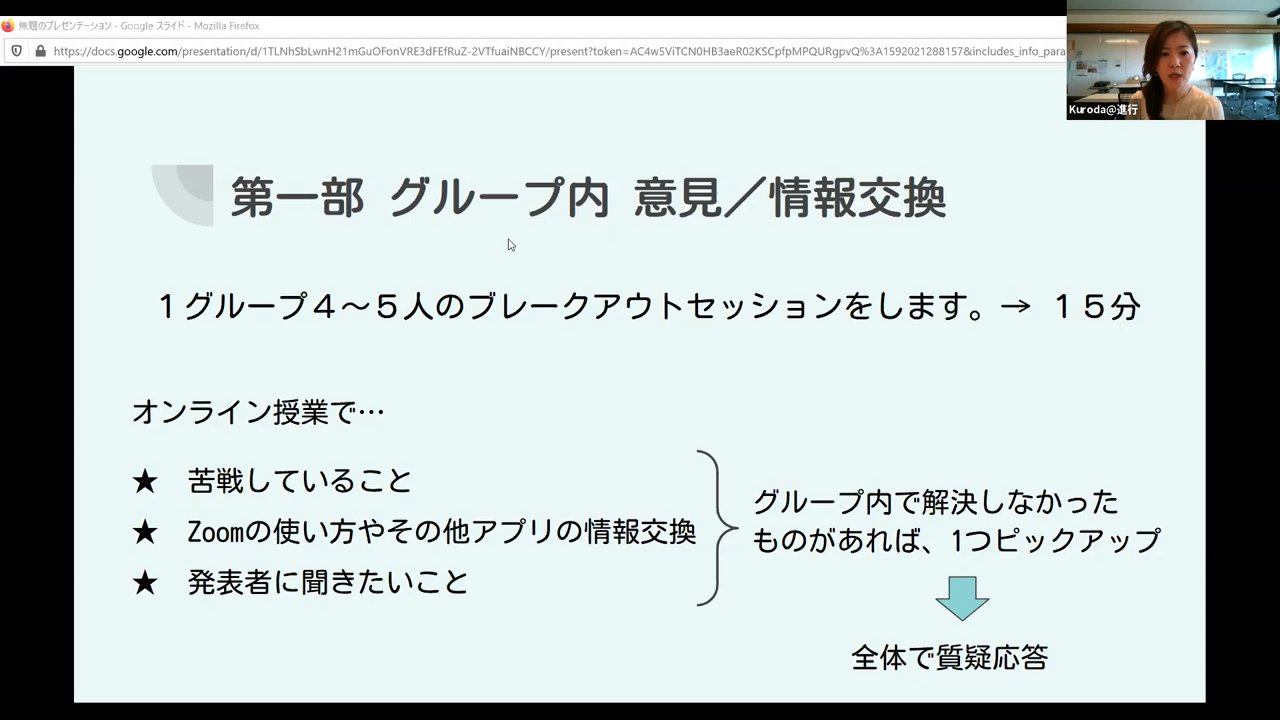 無題のプレゼンテーション - Google スライド - Mozilla Firefox
https://docs.google.com/presentation/d/1TLNhSbLwnH21mGuOFonVRE3dFEfRuZ-2VTUaiNBCCY/present?token=AC4w5ViTCN0HB3aeK02KSCpfpMPQURgpvQ%3A1592021288157&includes_info_para
Kuroda@進行
第一部 グループ内 意見／情報交換
１グループ４～５人のブレークアウトセッションをします。→ １５分
オンライン授業で…
★ 苦戦していること
★ Zoomの使い方やその他アプリの情報交換
★ 発表者に聞きたいこと
グループ内で解決しなかった
ものがあれば、1つピックアップ
全体で質疑応答